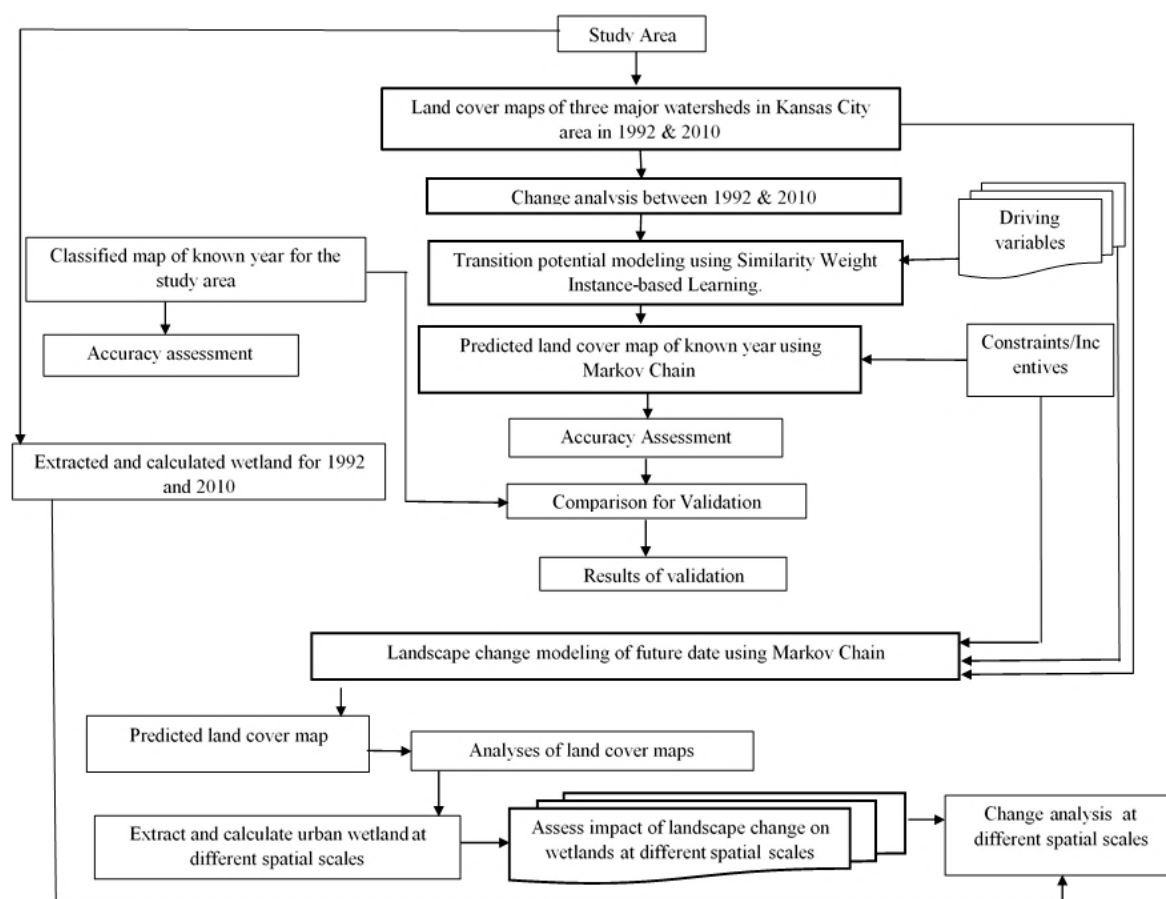 Study Area
Land cover maps of three major watersheds in Kansas City
area in 1992 & 2010
Change analysis between 1992 & 2010
Driving
variables
Classified map of known year for the
study area
Transition potential modeling using Similarity Weight
Instance-based Learning.
Accuracy assessment
Predicted land cover map of known year using
Markov Chain
Constraints/Inc
entives
Accuracy Assessment
Extracted and calculated wetland for 1992
and 2010
Comparison for Validation
Results of validation
Landscape change modeling of future date using Markov Chain
Predicted land cover map
Analyses of land cover maps
Extract and calculate urban wetland at
different spatial scales
Assess impact of landscape change on
wetlands at different spatial scales
Change analysis at
different spatial scales